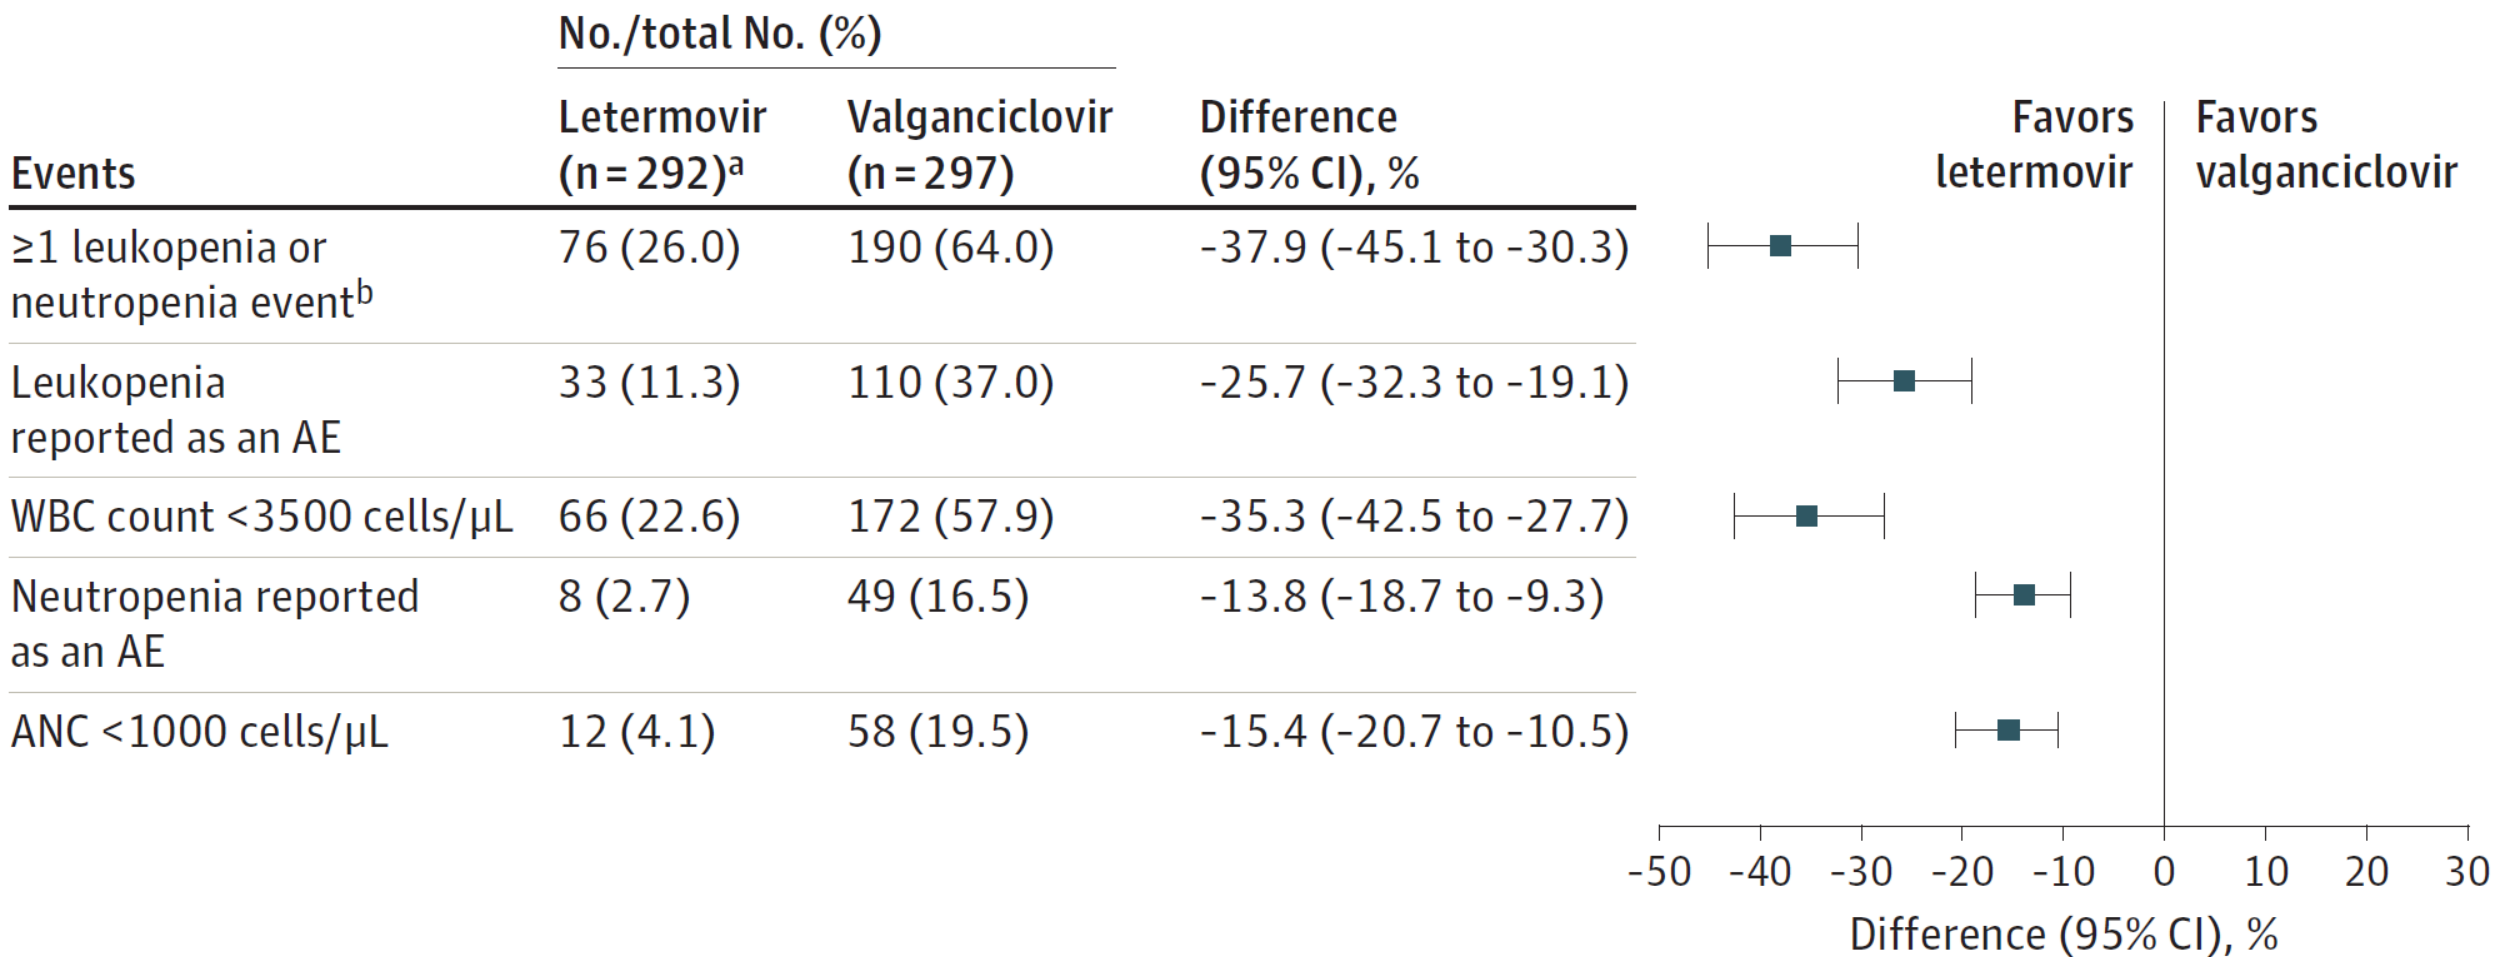 No./total No. (%)
Letermovir Valganciclovir Difference Favors Favors
Events (n = 292)a (n = 297) (95% CI), % letermovir valganciclovir
≥1 leukopenia or 76 (26.0) 190 (64.0) -37.9 (-45.1 to -30.3)
neutropenia eventb
Leukopenia 33 (11.3) 110 (37.0) -25.7 (-32.3 to -19.1)
reported as an AE
WBC count <3500 cells/μL 66 (22.6) 172 (57.9) -35.3 (-42.5 to -27.7)
Neutropenia reported 8 (2.7) 49 (16.5) -13.8 (-18.7 to -9.3)
as an AE
ANC <1000 cells/μL 12 (4.1) 58 (19.5) -15.4 (-20.7 to -10.5)
-50 -40 -30 -20 -10 0 10 20 30
Difference (95% CI), %